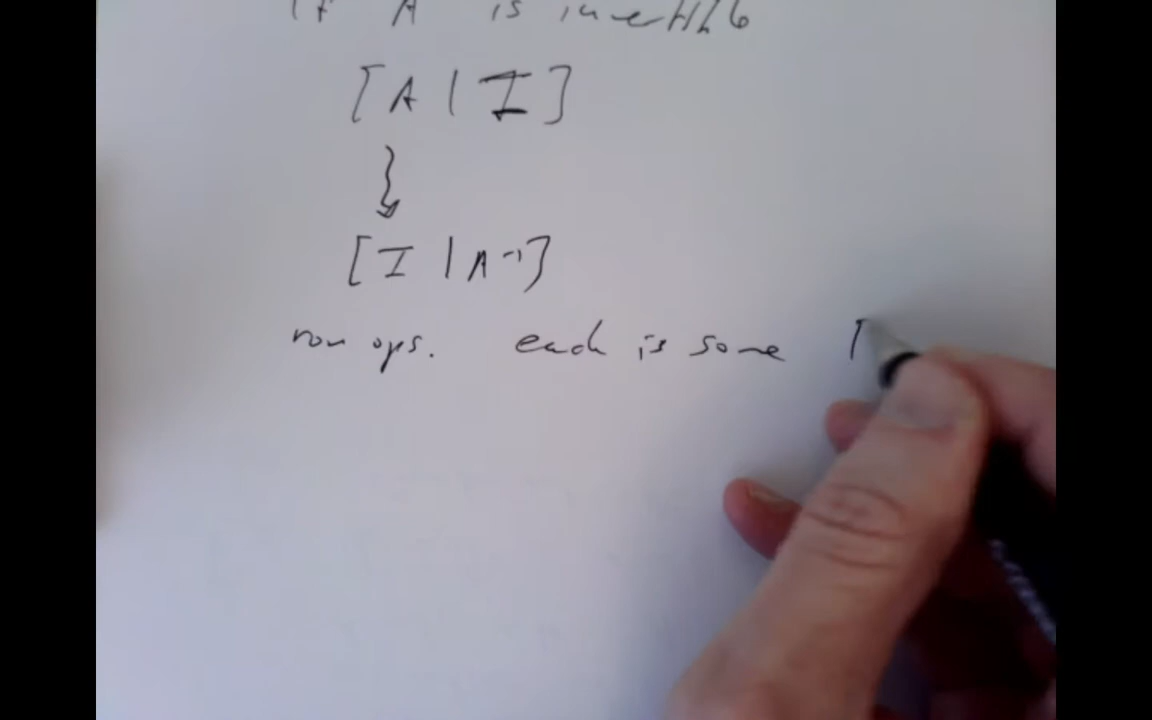 If A is invertible
[A | I]
[I | A⁻¹]
row ops. each is some